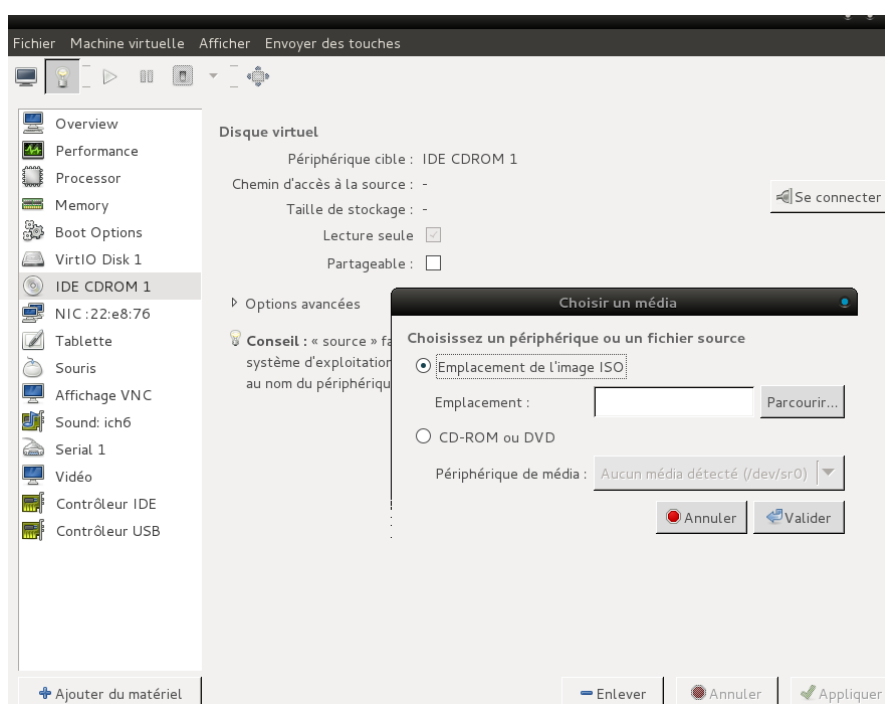 Fichier Machine virtuelle Afficher Envoyer des touches
Overview
Performance
Processor
Memory
Boot Options
VirtIO Disk 1
IDE CDROM 1
NIC :22:e8:76
Tablette
Souris
Affichage VNC
Sound: ich6
Serial 1
Vidéo
Contrôleur IDE
Contrôleur USB
Ajouter du matériel
Disque virtuel
Périphérique cible : IDE CDROM 1
Chemin d'accès à la source : -
Taille de stockage : -
Lecture seule
Partageable :
Se connecter
Options avancées
Conseil : « source » fa
système d'exploitation
au nom du périphériqu
Choisir un média
Choisissez un périphérique ou un fichier source
Emplacement de l'image ISO
Emplacement :
Parcourir...
CD-ROM ou DVD
Périphérique de média : Aucun média détecté (/dev/sr0)
Annuler Valider
Enlever Annuler Appliquer